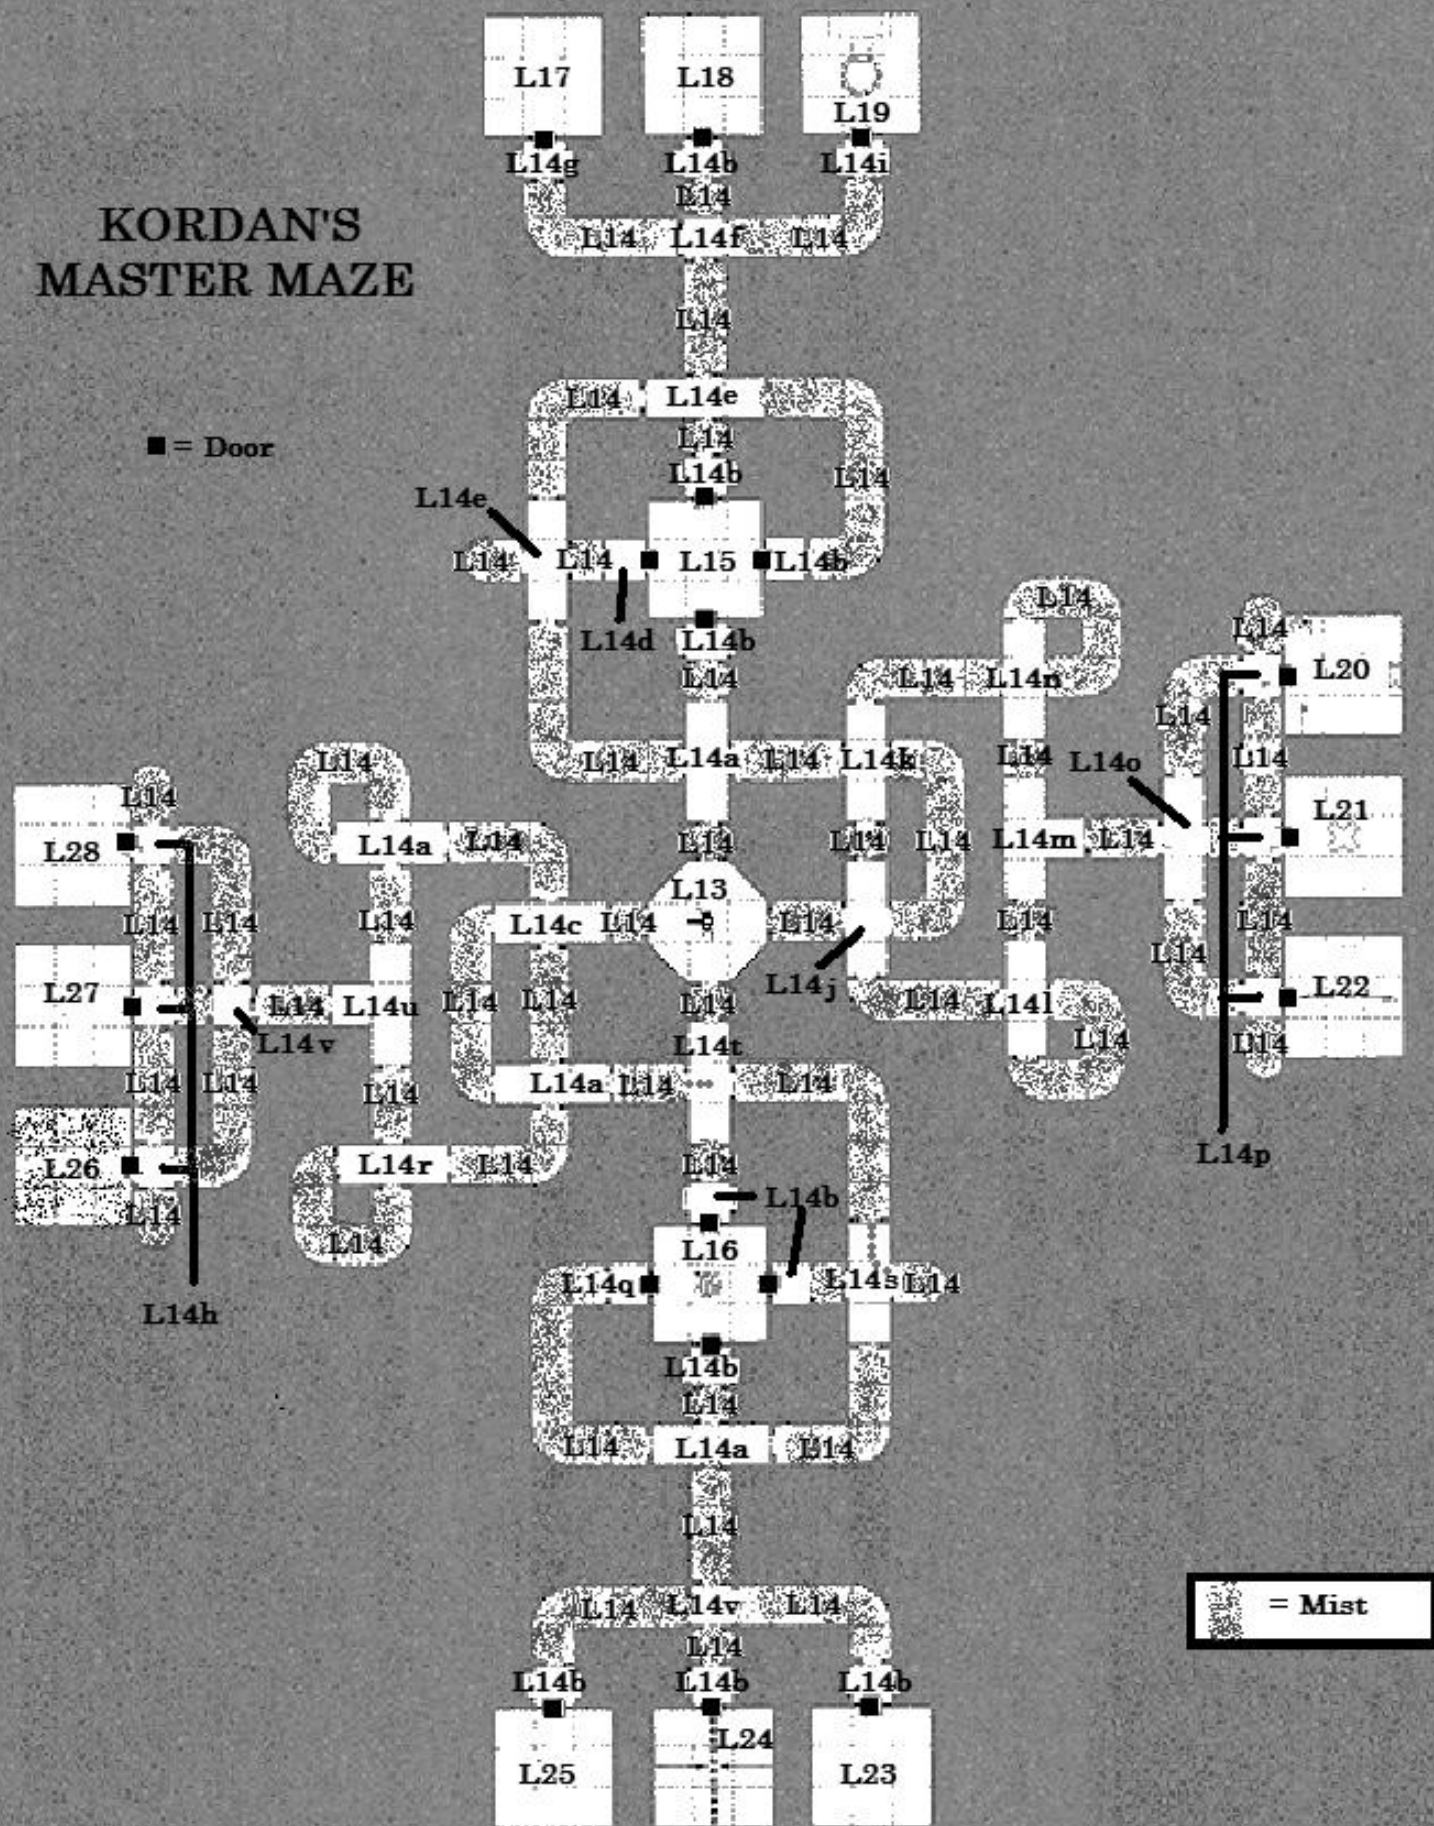 L17 L18 L19
L14g L14b L14i
L14
KORDAN'S
MASTER MAZE
L14 L14f L14
L14
L14 L14e
■ = Door
L14
L14b L14
L14e
L14 L14 L15 L14b
L14d L14b
L14
L14
L14 L14n
L14 L20
L14
L14 L14a L14 L14k L14 L14o L14
L14
L14 L21
L28 L14a L14 L14 L14 L14 L14m L14
L13
L14 L14 L14 L14c L14 L14 L14 L14
L14
L27 L14j L22
L14 L14u L14 L14 L14 L14 L14l
L14v L14t L14 L14
L14 L14 L14 L14a L14 L14
L26 L14r L14 L14 L14p
L14b
L14 L14 L16
L14q L14s L14
L14h
L14b
L14
L14 L14a L14
L14
L14 L14v L14
= Mist
L14
L14b L14b L14b
L24
L25 L23